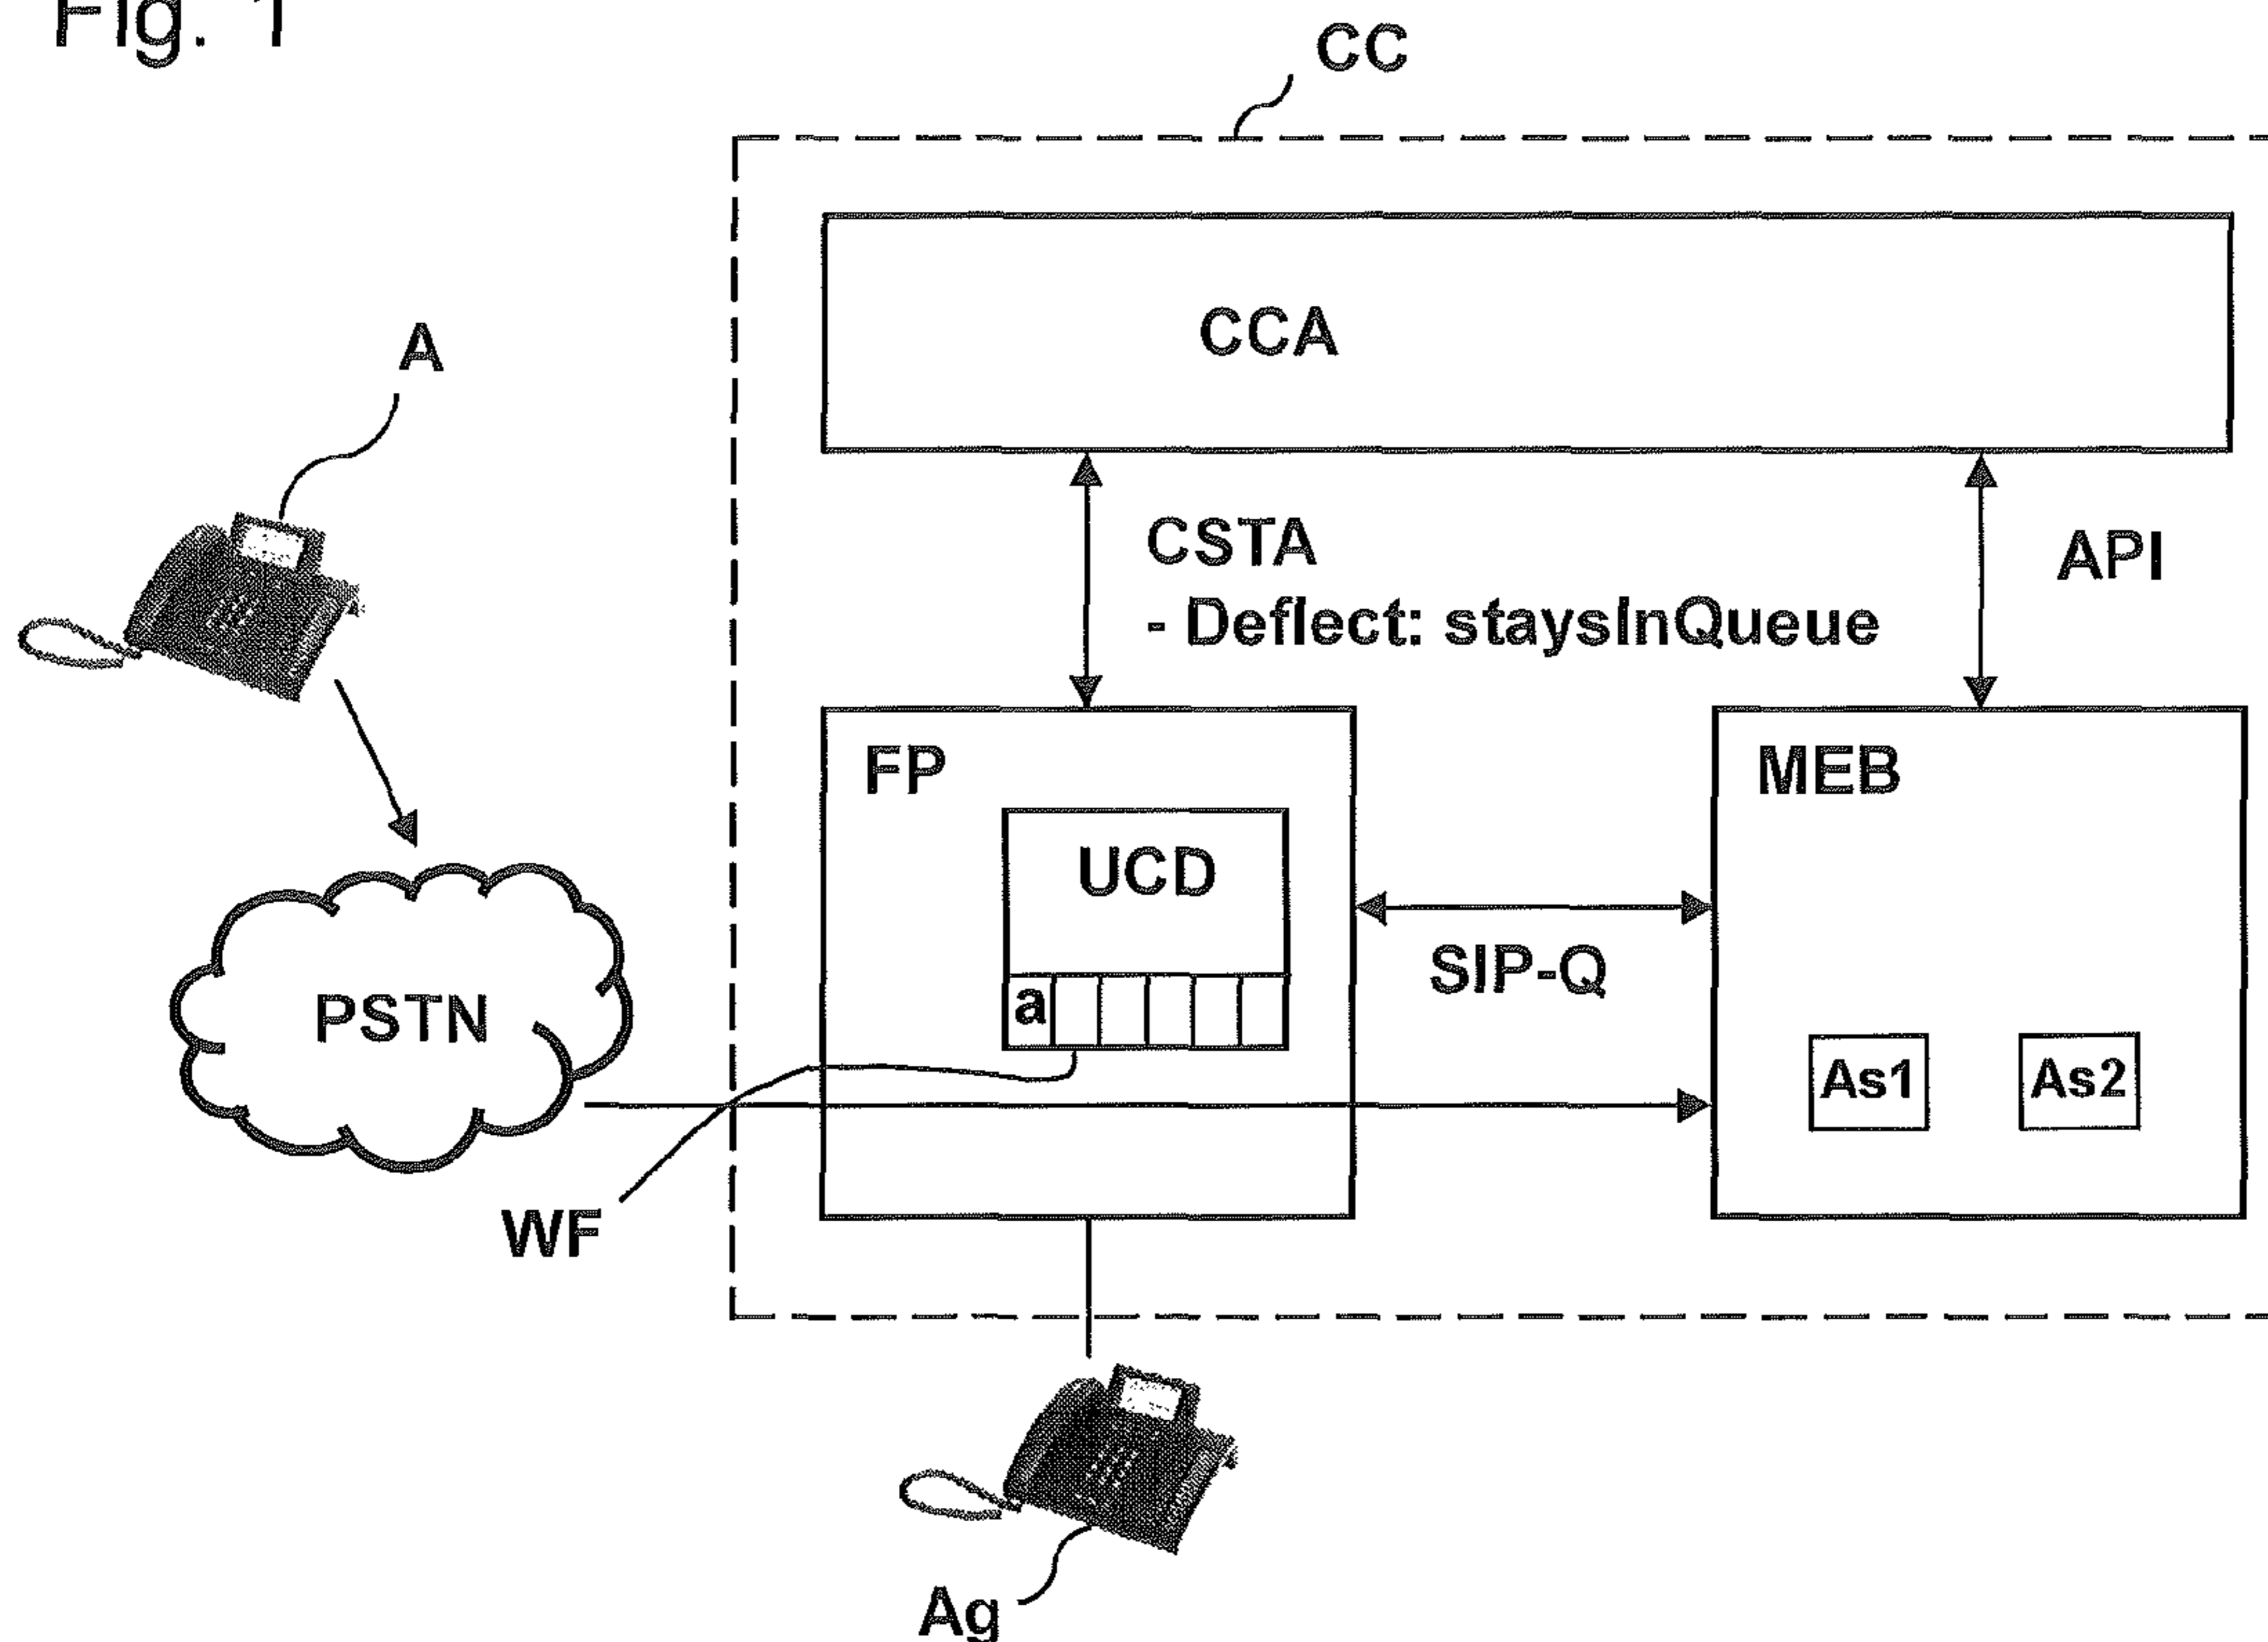 Fig. 1
CC
CCA
A
CSTA
API
- Deflect: staysInQueue
FP
MEB
UCD
SIP-Q
a
PSTN
As1
As2
WF
Ag